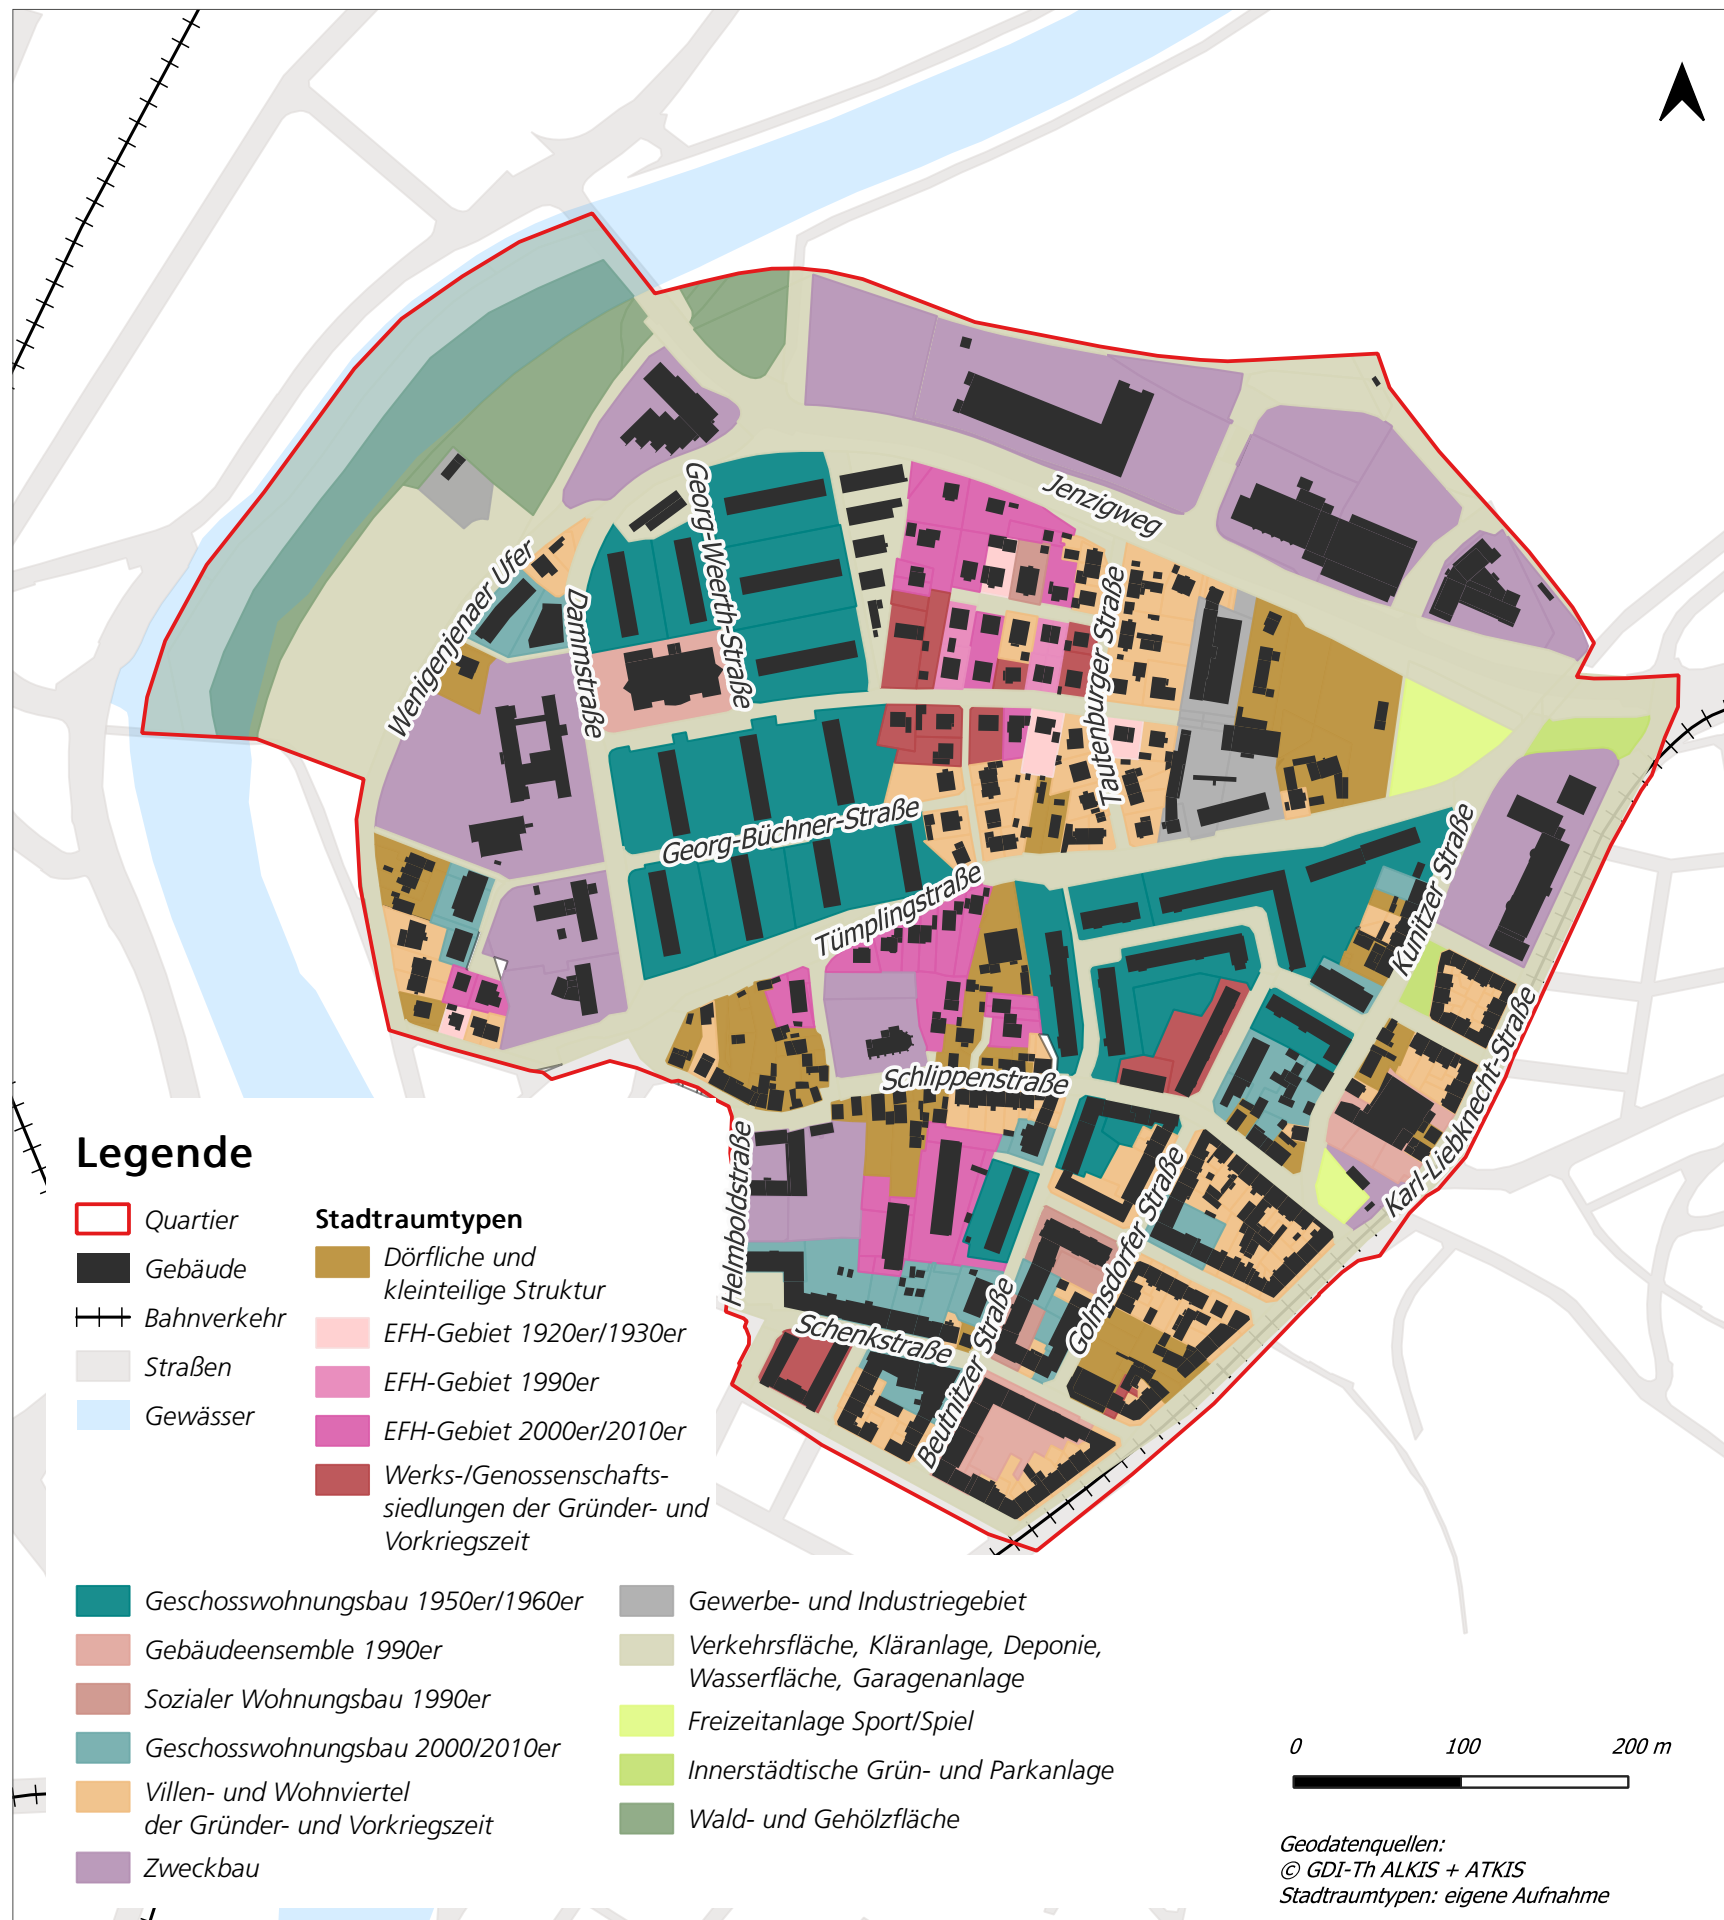 Jenzigweg
Georg-Weerth-Straße
Wenigenjenaer Ufer
Dammstraße
Tautenburger Straße
Georg-Büchner-Straße
Tümplingstraße
Kunitzer Straße
Karl-Liebknecht-Straße
Schlippenstraße
Helmboldstraße
Golmsdorfer Straße
Schenkstraße
Beutnitzer Straße
Legende
Quartier
Gebäude
Bahnverkehr
Straßen
Gewässer
Stadtraumtypen
Dörfliche und
kleinteilige Struktur
EFH-Gebiet 1920er/1930er
EFH-Gebiet 1990er
EFH-Gebiet 2000er/2010er
Werks-/Genossenschafts-
siedlungen der Gründer- und
Vorkriegszeit
Geschosswohnungsbau 1950er/1960er
Gebäudeensemble 1990er
Sozialer Wohnungsbau 1990er
Geschosswohnungsbau 2000/2010er
Villen- und Wohnviertel
der Gründer- und Vorkriegszeit
Zweckbau
Gewerbe- und Industriegebiet
Verkehrsfläche, Kläranlage, Deponie,
Wasserfläche, Garagenanlage
Freizeitanlage Sport/Spiel
Innerstädtische Grün- und Parkanlage
Wald- und Gehölzfläche
0 100 200 m
Geodatenquellen:
© GDI-Th ALKIS + ATKIS
Stadtraumtypen: eigene Aufnahme